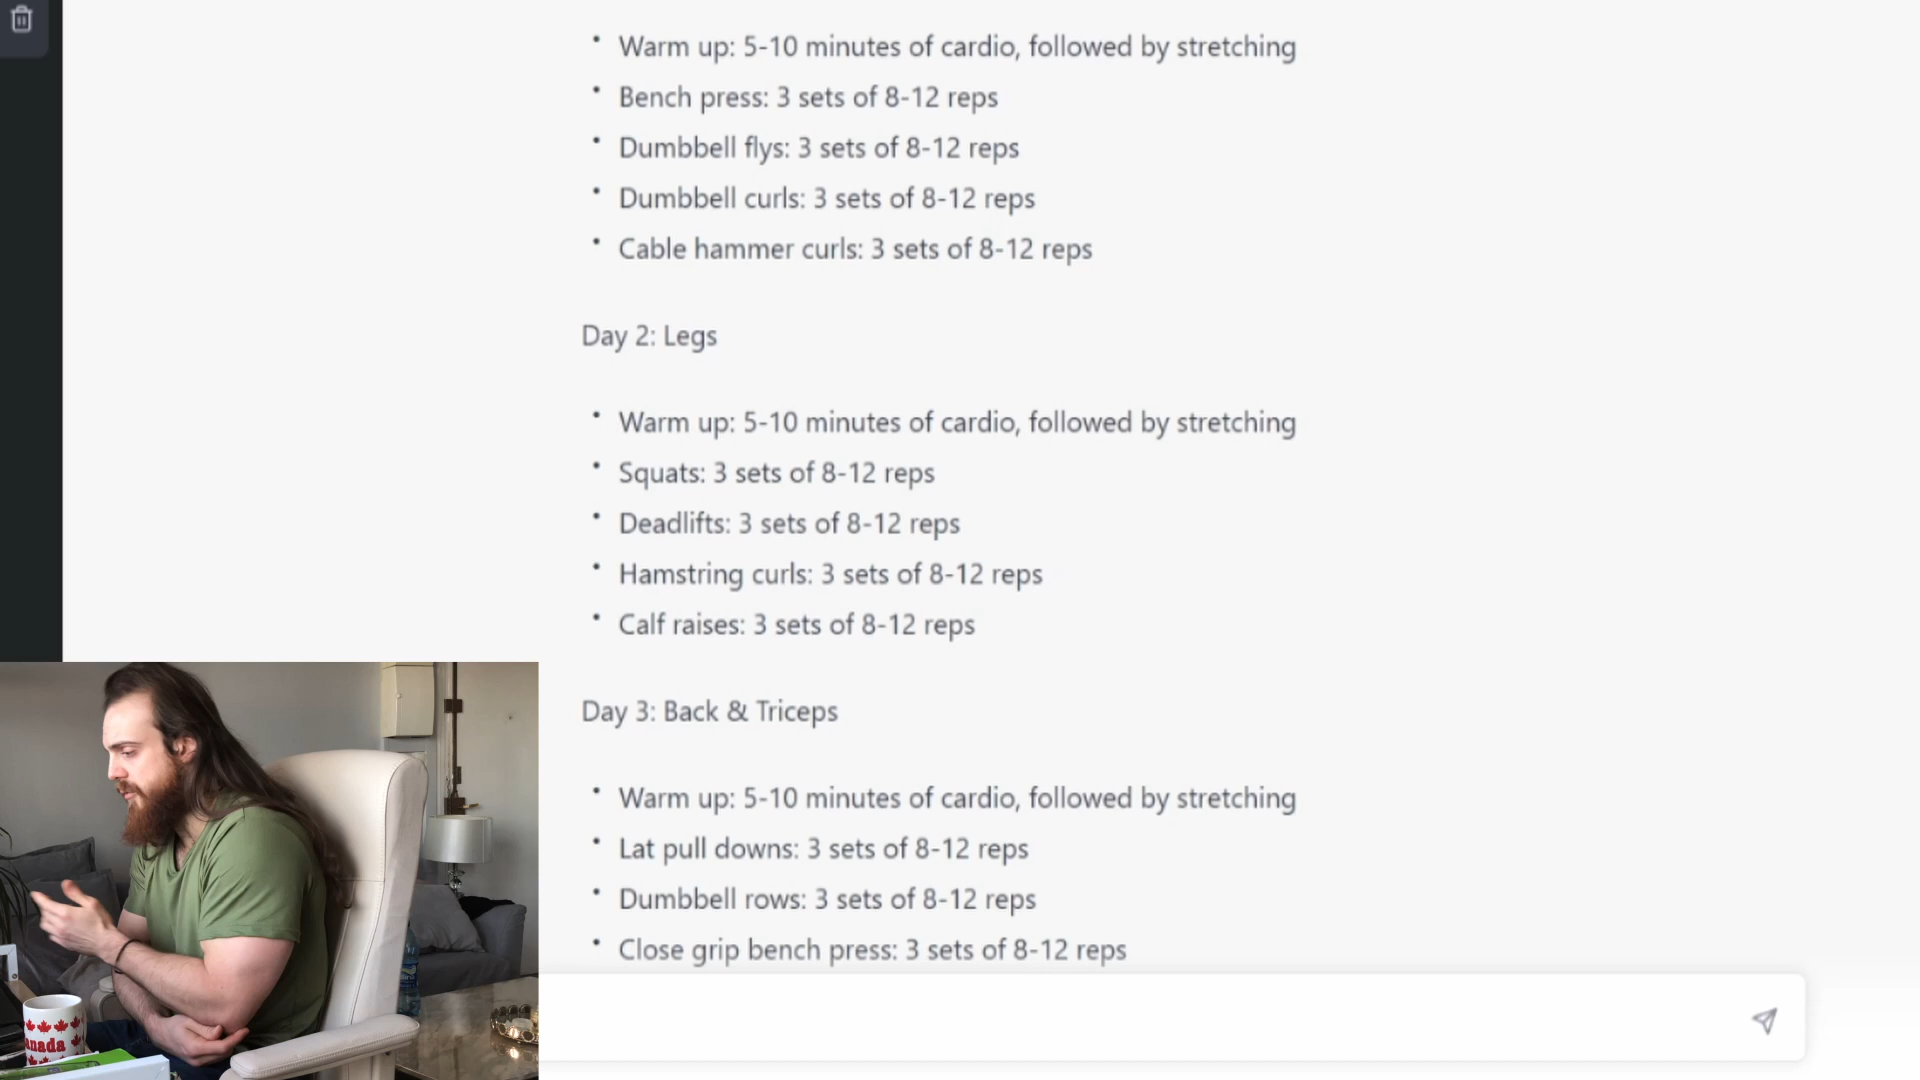 Warm up: 5-10 minutes of cardio, followed by stretching
Bench press: 3 sets of 8-12 reps
Dumbbell flys: 3 sets of 8-12 reps
Dumbbell curls: 3 sets of 8-12 reps
Cable hammer curls: 3 sets of 8-12 reps
Day 2: Legs
Warm up: 5-10 minutes of cardio, followed by stretching
Squats: 3 sets of 8-12 reps
Deadlifts: 3 sets of 8-12 reps
Hamstring curls: 3 sets of 8-12 reps
Calf raises: 3 sets of 8-12 reps
Day 3: Back & Triceps
Warm up: 5-10 minutes of cardio, followed by stretching
Lat pull downs: 3 sets of 8-12 reps
Dumbbell rows: 3 sets of 8-12 reps
Close grip bench press: 3 sets of 8-12 reps
anada